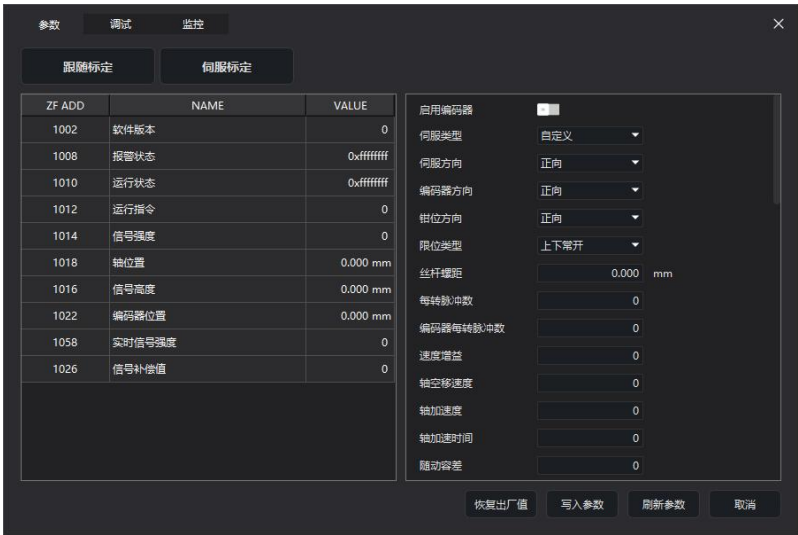 参数 调试 监控
跟随标定 伺服标定
ZF ADD NAME VALUE
1002 软件版本 0
1008 报警状态 0xffffffff
1010 运行状态 0xffffffff
1012 运行指令 0
1014 信号强度 0
1018 轴位置 0.000 mm
1016 信号高度 0.000 mm
1022 编码器位置 0.000 mm
1058 实时信号强度 0
1026 信号补偿值 0
启用编码器
伺服类型 自定义
伺服方向 正向
编码器方向 正向
钳位方向 正向
限位类型 上下常开
丝杆螺距 0.000 mm
每转脉冲数 0
编码器每转脉冲数 0
速度增益 0
轴空移速度 0
轴加速度 0
轴加速时间 0
随动容差 0
恢复出厂值 写入参数 刷新参数 取消